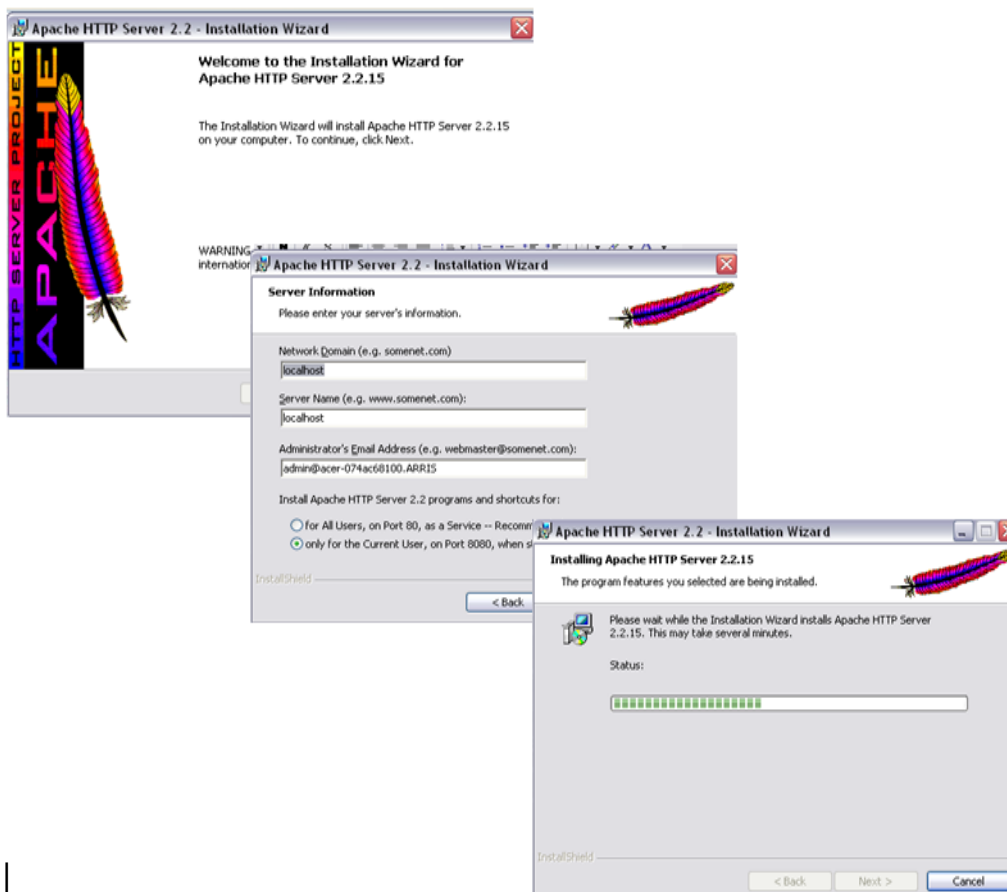 Apache HTTP Server 2.2 - Installation Wizard
HTTP SERVER PROJECT
APACHE
Welcome to the Installation Wizard for
Apache HTTP Server 2.2.15
The Installation Wizard will install Apache HTTP Server 2.2.15
on your computer. To continue, click Next.
WARNING
Apache HTTP Server 2.2 - Installation Wizard
Server Information
Please enter your server's information.
Network Domain (e.g. somenet.com)
localhost
Server Name (e.g. www.somenet.com):
localhost
Administrator's Email Address (e.g. webmaster@somenet.com):
admin@acer-074ac68100.ARRIS
Install Apache HTTP Server 2.2 programs and shortcuts for:
for All Users, on Port 80, as a Service -- Recomm
only for the Current User, on Port 8080, when s
InstallShield
< Back
Apache HTTP Server 2.2 - Installation Wizard
Installing Apache HTTP Server 2.2.15
The program features you selected are being installed.
Please wait while the Installation Wizard installs Apache HTTP Server
2.2.15. This may take several minutes.
Status:
InstallShield
< Back
Next >
Cancel